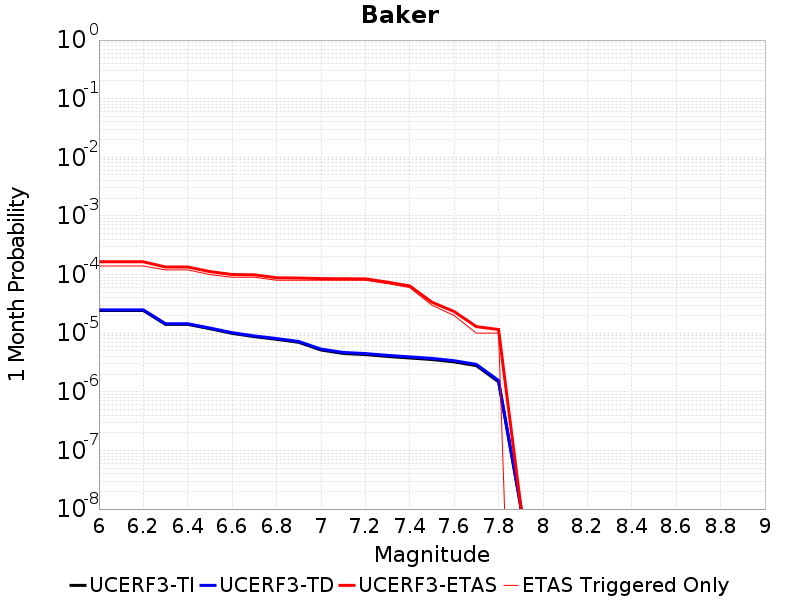 Baker
10^0
10^-1
10^-2
10^-3
10^-4
10^-5
10^-6
10^-7
10^-8
1 Month Probability
6 6.2 6.4 6.6 6.8 7 7.2 7.4 7.6 7.8 8 8.2 8.4 8.6 8.8 9
Magnitude
UCERF3-TI UCERF3-TD UCERF3-ETAS ETAS Triggered Only